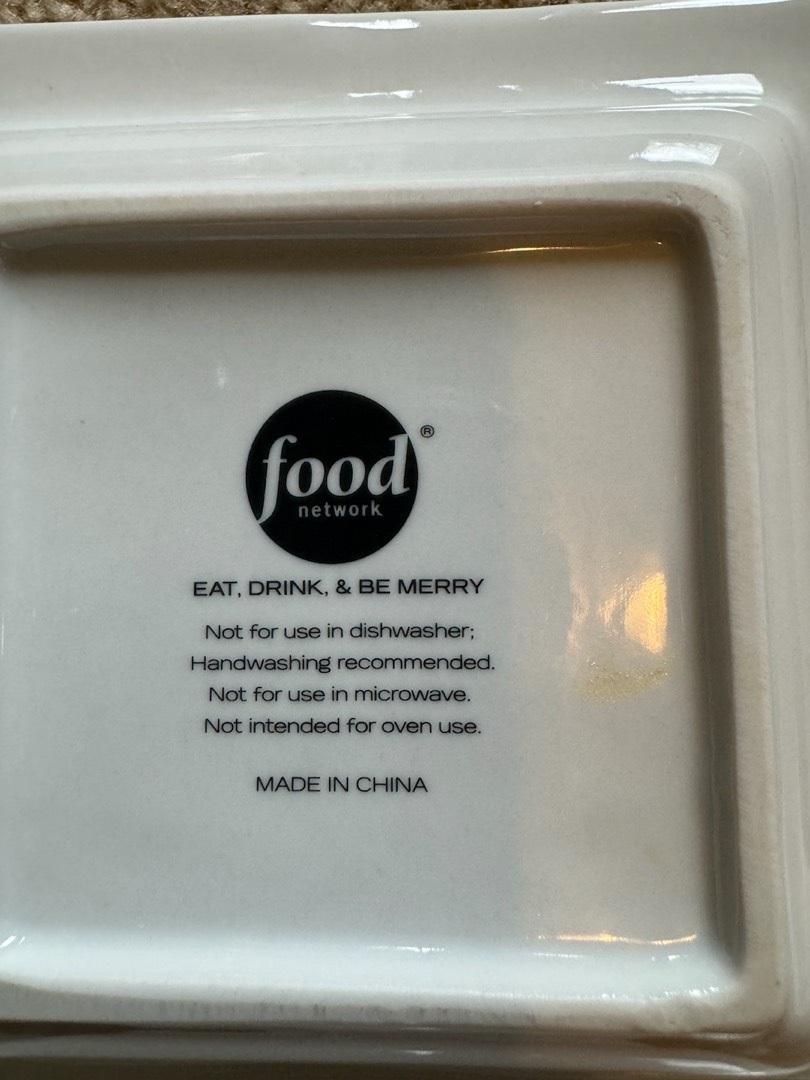 food
network
®
EAT, DRINK, & BE MERRY
Not for use in dishwasher;
Handwashing recommended.
Not for use in microwave.
Not intended for oven use.
MADE IN CHINA